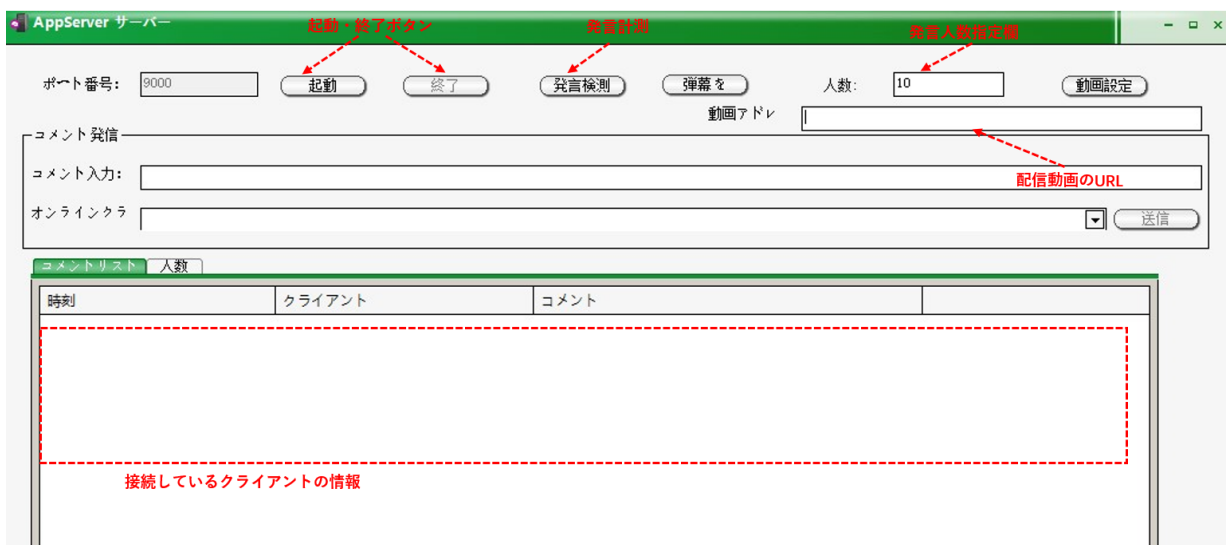 AppServer サーバー
起動・終了ボタン
発言計測
発言人数指定欄
ポート番号: 9000 起動 終了 発言検測 弾幕を 人数: 10 動画設定
動画アドレ
コメント発信
コメント入力:
配信動画のURL
オンラインクラ 送信
コメントリスト 人数
時刻 クライアント コメント
接続しているクライアントの情報